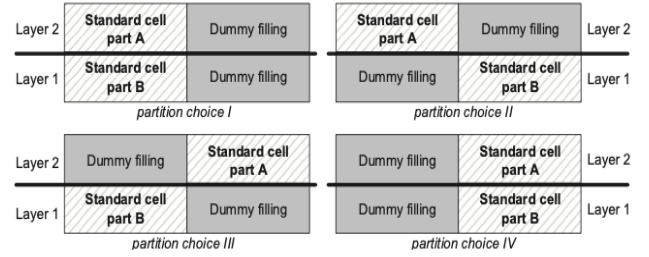 Layer 2
Standard cell
part A
Dummy filling
Layer 1
Standard cell
part B
Dummy filling
partition choice I
Standard cell
part A
Dummy filling
Layer 2
Dummy filling
Standard cell
part B
Layer 1
partition choice II
Layer 2
Dummy filling
Standard cell
part A
Layer 1
Standard cell
part B
Dummy filling
partition choice III
Dummy filling
Standard cell
part A
Layer 2
Dummy filling
Standard cell
part B
Layer 1
partition choice IV